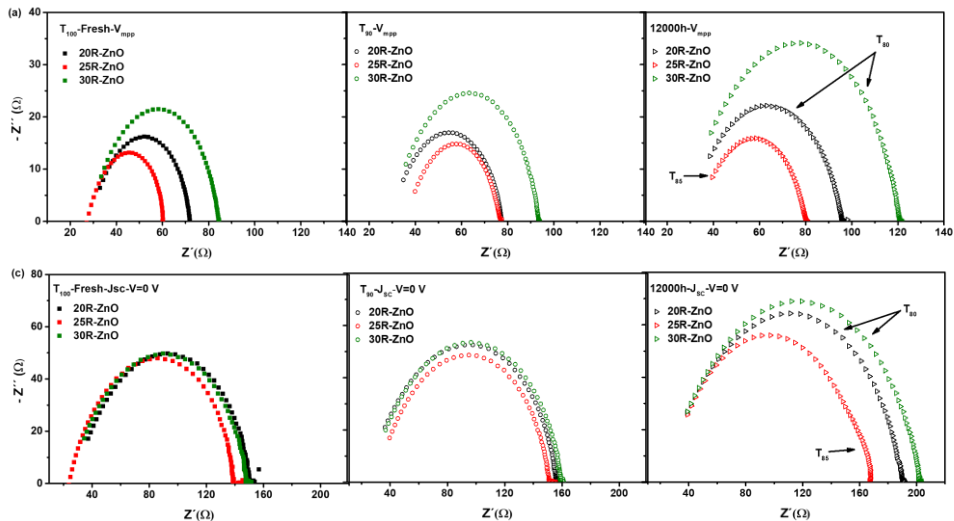 (a)
T100-Fresh-Vmpp
20R-ZnO
25R-ZnO
30R-ZnO
T90-Vmpp
20R-ZnO
25R-ZnO
30R-ZnO
12000h-Vmpp
20R-ZnO
25R-ZnO
30R-ZnO
T80
T85
- Z´´ (Ω)
40
30
20
10
0
20 40 60 80 100 120 140
20 40 60 80 100 120 140
20 40 60 80 100 120 140
Z´(Ω)
Z´(Ω)
Z´(Ω)
(c)
T100-Fresh-Jsc-V=0 V
20R-ZnO
25R-ZnO
30R-ZnO
T90-JSC-V=0 V
20R-ZnO
25R-ZnO
30R-ZnO
12000h-JSC-V=0 V
20R-ZnO
25R-ZnO
30R-ZnO
T80
T85
- Z´´ (Ω)
80
60
40
20
0
40 80 120 160 200
40 80 120 160 200
40 80 120 160 200
Z´(Ω)
Z´(Ω)
Z´(Ω)